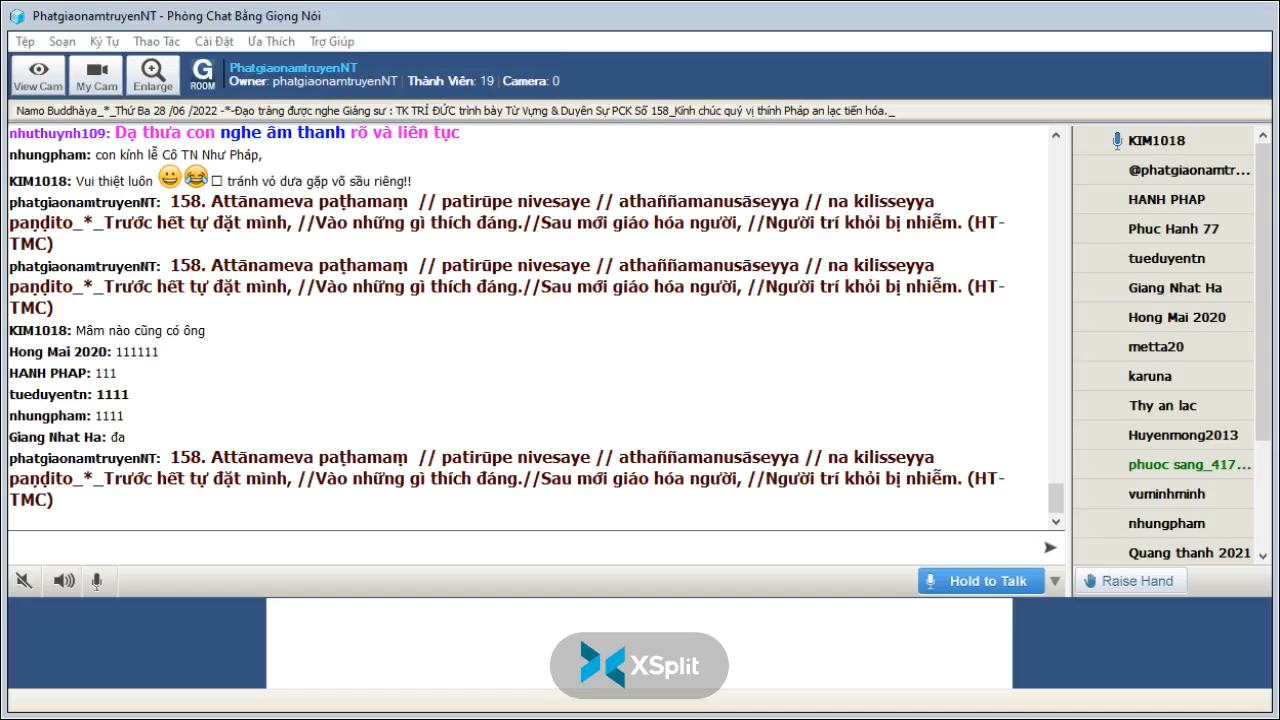 PhatgiaonamtruyenNT - Phòng Chat Bằng Giọng Nói
Tệp Soạn Ký Tự Thao Tác Cài Đặt Ưa Thích Trợ Giúp
View Cam My Cam Enlarge G ROOM
PhatgiaonamtruyenNT
Owner: phatgiaonamtruyenNT | Thành Viên: 19 | Camera: 0
Namo Buddhàya_*_Thứ Ba 28 /06 /2022 -*-Đạo tràng được nghe Giảng sư : TK TRÍ ĐỨC trình bày Từ Vựng & Duyên Sự PCK Số 158_Kính chúc quý vị thính Pháp an lạc tiến hóa._
nhuthuynh109: Dạ thưa con nghe âm thanh rõ và liên tục
nhungpham: con kính lễ Cô TN Như Pháp,
KIM1018: Vui thiệt luôn 😀😂☐ tránh vó dưa gặp võ sầu riêng!!
phatgiaonamtruyenNT: 158. Attānameva paṭhamaṃ // patirūpe nivesaye // athaññamanusāseyya // na kilisseyya
paṇḍito_*_Trước hết tự đặt mình, //Vào những gì thích đáng.//Sau mới giáo hóa người, //Người trí khỏi bị nhiễm. (HT-
TMC)
phatgiaonamtruyenNT: 158. Attānameva paṭhamaṃ // patirūpe nivesaye // athaññamanusāseyya // na kilisseyya
paṇḍito_*_Trước hết tự đặt mình, //Vào những gì thích đáng.//Sau mới giáo hóa người, //Người trí khỏi bị nhiễm. (HT-
TMC)
KIM1018: Mâm nào cũng có ông
Hong Mai 2020: 111111
HANH PHAP: 111
tueduyentn: 1111
nhungpham: 1111
Giang Nhat Ha: đa
phatgiaonamtruyenNT: 158. Attānameva paṭhamaṃ // patirūpe nivesaye // athaññamanusāseyya // na kilisseyya
paṇḍito_*_Trước hết tự đặt mình, //Vào những gì thích đáng.//Sau mới giáo hóa người, //Người trí khỏi bị nhiễm. (HT-
TMC)
KIM1018
@phatgiaonamtr...
HANH PHAP
Phuc Hanh 77
tueduyentn
Giang Nhat Ha
Hong Mai 2020
metta20
karuna
Thy an lac
Huyenmong2013
phuoc sang_417...
vuminhminh
nhungpham
Quang thanh 2021
Hold to Talk
Raise Hand
XSplit